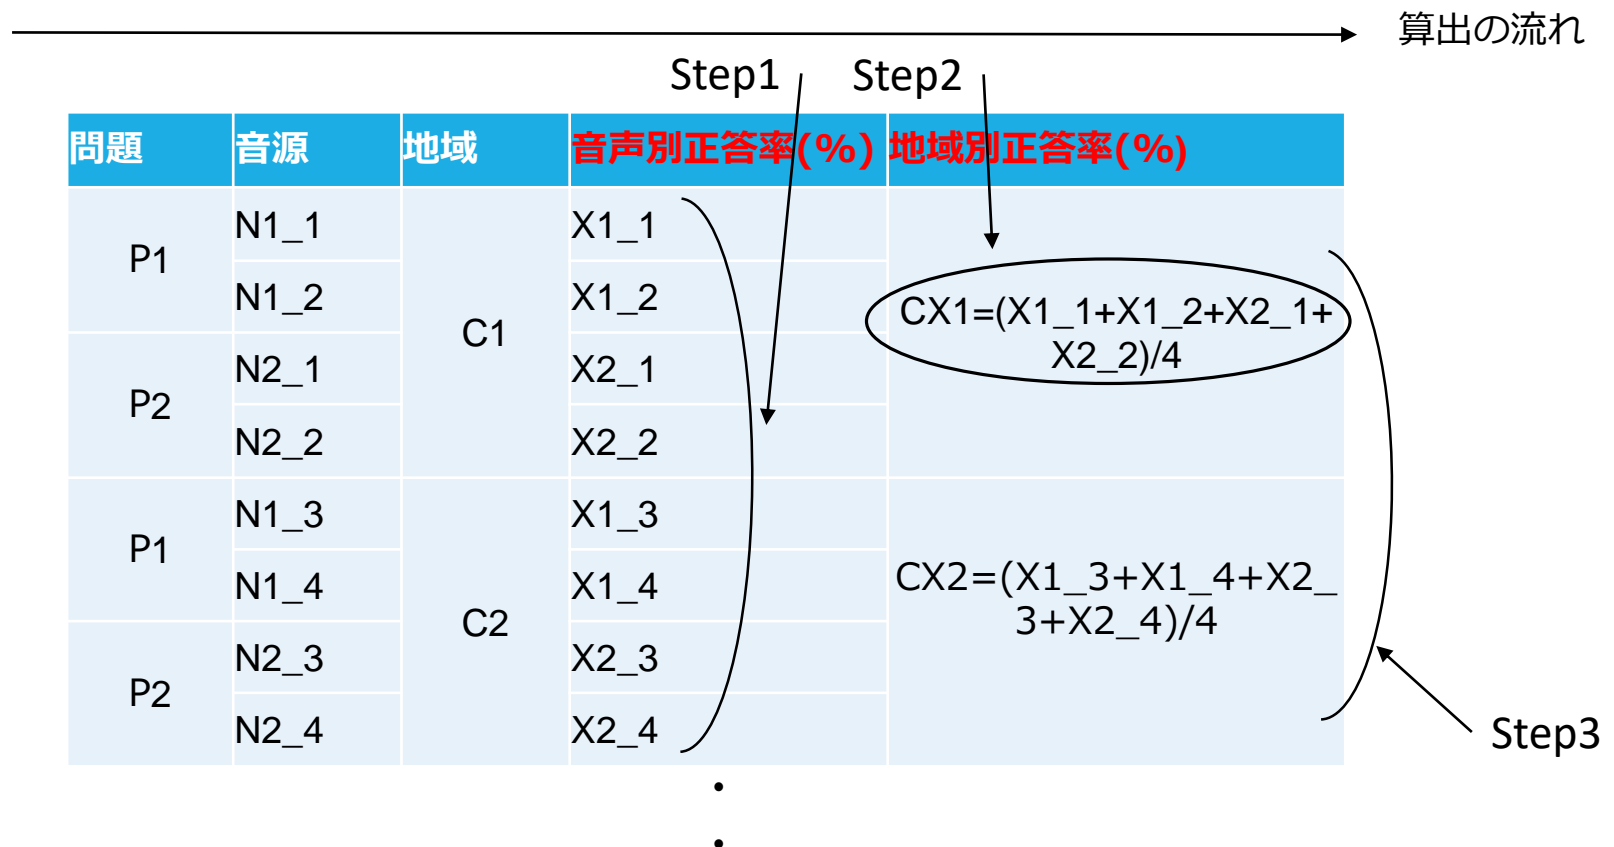 算出の流れ
Step1 Step2
問題 音源 地域 音声別正答率(%) 地域別正答率(%)
P1
N1_1
N1_2
P2
N2_1
N2_2
C1
X1_1
X1_2
X2_1
X2_2
CX1=(X1_1+X1_2+X2_1+
X2_2)/4
P1
N1_3
N1_4
P2
N2_3
N2_4
C2
X1_3
X1_4
X2_3
X2_4
CX2=(X1_3+X1_4+X2_
3+X2_4)/4
Step3
・
・